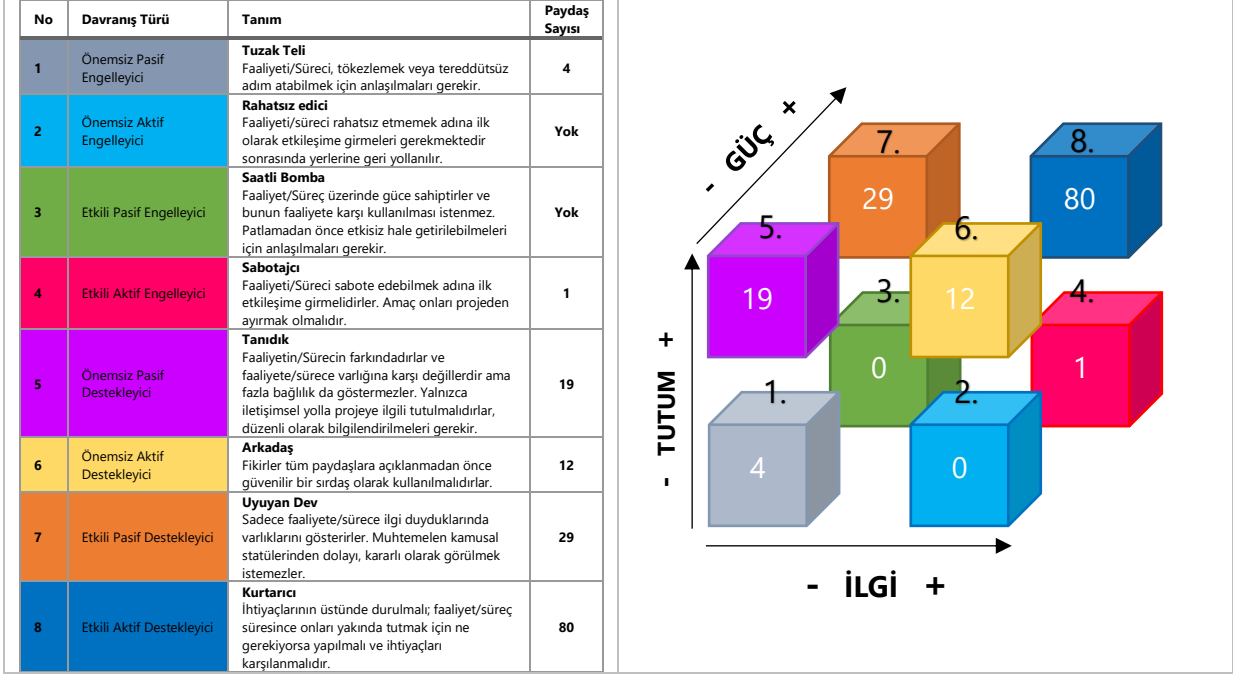 No Davranış Türü Tanım Paydaş
Sayısı
1 Önemsiz Pasif
Engelleyici
Tuzak Teli
Faaliyeti/Süreci, tökezlemek veya tereddütsüz
adım atabilmek için anlaşılmaları gerekir.
4
2 Önemsiz Aktif
Engelleyici
Rahatsız edici
Faaliyeti/süreci rahatsız etmemek adına ilk
olarak etkileşime girmeleri gerekmektedir
sonrasında yerlerine geri yollanılır.
Yok
3 Etkili Pasif Engelleyici
Saatli Bomba
Faaliyet/Süreç üzerinde güce sahiptirler ve
bunun faaliyete karşı kullanılması istenmez.
Patlamadan önce etkisiz hale getirilebilmeleri
için anlaşılmaları gerekir.
Yok
4 Etkili Aktif Engelleyici
Sabotajcı
Faaliyeti/Süreci sabote edebilmek adına ilk
etkileşime girmelidirler. Amaç onları projeden
ayırmak olmalıdır.
1
5 Önemsiz Pasif
Destekleyici
Tanıdık
Faaliyetin/Sürecin farkındadırlar ve
faaliyete/sürece varlığına karşı değillerdir ama
fazla bağlılık da göstermezler. Yalnızca
iletişimsel yolla projeye ilgili tutulmalıdırlar,
düzenli olarak bilgilendirilmeleri gerekir.
19
6 Önemsiz Aktif
Destekleyici
Arkadaş
Fikirler tüm paydaşlara açıklanmadan önce
güvenilir bir sırdaş olarak kullanılmalıdırlar.
12
7 Etkili Pasif Destekleyici
Uyuyan Dev
Sadece faaliyete/sürece ilgi duyduklarında
varlıklarını gösterirler. Muhtemelen kamusal
statülerinden dolayı, kararlı olarak görülmek
istemezler.
29
8 Etkili Aktif Destekleyici
Kurtarıcı
İhtiyaçlarının üstünde durulmalı; faaliyet/süreç
süresince onları yakında tutmak için ne
gerekiyorsa yapılmalı ve ihtiyaçları
karşılanmalıdır.
80
- GÜÇ +
7.
29
8.
80
5.
19
6.
12
3.
0
4.
1
1.
4
2.
0
- TUTUM +
- İLGİ +